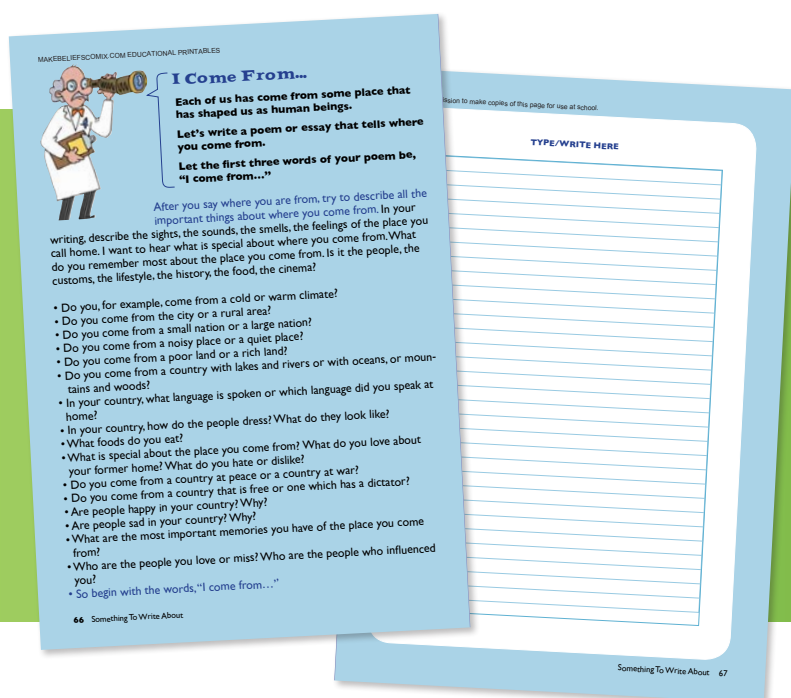 MAKEBELIEFSCOMIX.COM EDUCATIONAL PRINTABLES
I Come From...
Each of us has come from some place that
has shaped us as human beings.
Let's write a poem or essay that tells where
you come from.
Let the first three words of your poem be,
"I come from..."
After you say where you are from, try to describe all the
important things about where you come from. In your
writing, describe the sights, the sounds, the smells, the feelings of the place you
call home. I want to hear what is special about where you come from. What
do you remember most about the place you come from. Is it the people, the
customs, the lifestyle, the history, the food, the cinema?
• Do you, for example, come from a cold or warm climate?
• Do you come from the city or a rural area?
• Do you come from a small nation or a large nation?
• Do you come from a noisy place or a quiet place?
• Do you come from a poor land or a rich land?
• Do you come from a country with lakes and rivers or with oceans, or moun-
tains and woods?
• In your country, what language is spoken or which language did you speak at
home?
• In your country, how do the people dress? What do they look like?
• What foods do you eat?
• What is special about the place you come from? What do you love about
your former home? What do you hate or dislike?
• Do you come from a country at peace or a country at war?
• Do you come from a country that is free or one which has a dictator?
• Are people happy in your country? Why?
• Are people sad in your country? Why?
• What are the most important memories you have of the place you come
from?
• Who are the people you love or miss? Who are the people who influenced
you?
• So begin with the words, "I come from…"
66 Something To Write About
to make copies of this page for use at school.
TYPE/WRITE HERE
Something To Write About 67